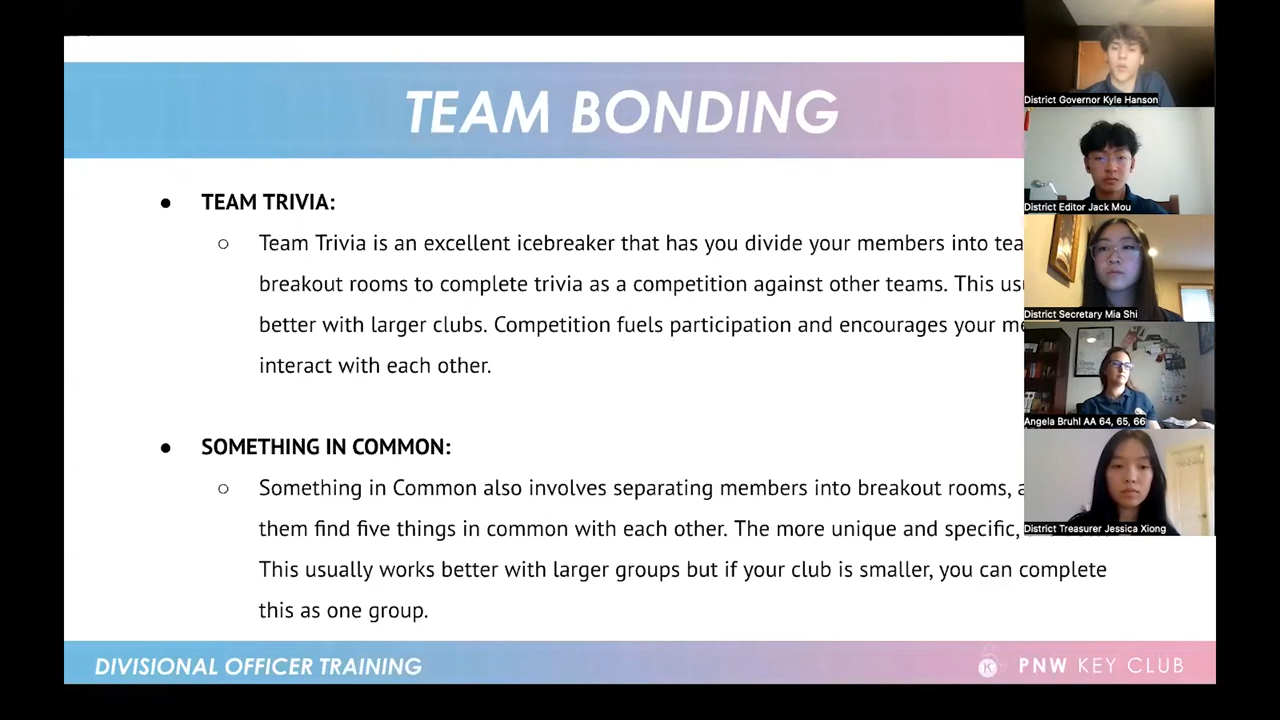 TEAM BONDING
● TEAM TRIVIA:
○ Team Trivia is an excellent icebreaker that has you divide your members into
breakout rooms to complete trivia as a competition against other teams. This
better with larger clubs. Competition fuels participation and encourages your
interact with each other.
● SOMETHING IN COMMON:
○ Something in Common also involves separating members into breakout rooms,
them find five things in common with each other. The more unique and specific,
This usually works better with larger groups but if your club is smaller, you can complete
this as one group.
DIVISIONAL OFFICER TRAINING
K PNW KEY CLUB
District Governor Kyle Hanson
District Editor Jack Mou
District Secretary Mia Shi
Angela Bruhl AA 64, 65, 66
District Treasurer Jessica Xiong